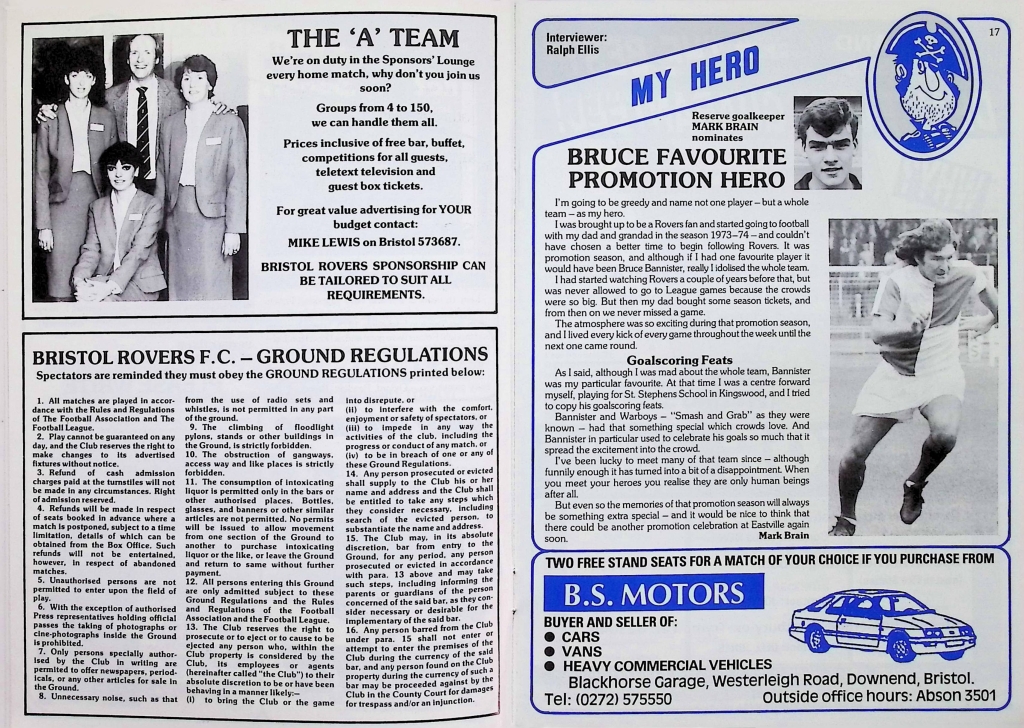 THE ‘A’ TEAM
We're on duty in the Sponsors' Lounge
every home match, why don't you join us
soon?
Groups from 4 to 150,
we can handle them all.
Prices inclusive of free bar, buffet,
competitions for all guests,
teletext television and
guest box tickets.
For great value advertising for YOUR
budget contact:
MIKE LEWIS on Bristol 573687.
BRISTOL ROVERS SPONSORSHIP CAN
BE TAILORED TO SUIT ALL
REQUIREMENTS.
BRISTOL ROVERS F.C. – GROUND REGULATIONS
Spectators are reminded they must obey the GROUND REGULATIONS printed below:
1. All matches are played in accor-
dance with the Rules and Regulations
of The Football Association and The
Football League.
2. Play cannot be guaranteed on any
day, and the Club reserves the right to
make changes to its advertised
fixtures without notice.
3. Refund of cash admission
charges paid at the turnstiles will not
be made in any circumstances. Right
of admission reserved.
4. Refunds will be made in respect
of seats booked in advance where a
match is postponed, subject to a time
limitation, details of which can be
obtained from the Box Office. Such
refunds will not be entertained,
however, in respect of abandoned
matches.
5. Unauthorised persons are not
permitted to enter upon the field of
play.
6. With the exception of authorised
Press representatives holding official
passes the taking of photographs or
cine-photographs inside the Ground
is prohibited.
7. Only persons specially author-
ised by the Club in writing are
permited to offer newspapers, period-
icals, or any other articles for sale in
the Ground.
8. Unnecessary noise, such as that
from the use of radio sets and
whistles, is not permitted in any part
of the ground.
9. The climbing of floodlight
pylons, stands or other buildings in
the Ground, is strictly forbidden.
10. The obstruction of gangways,
access way and like places is strictly
forbidden.
11. The consumption of intoxicating
liquor is permitted only in the bars or
other authorised places. Bottles,
glasses, and banners or other similar
articles are not permitted. No permits
will be issued to allow movement
from one section of the Ground to
another to purchase intoxicating
liquor or the like, or leave the Ground
and return to same without further
payment.
12. All persons entering this Ground
are only admitted subject to these
Ground Regulations and the Rules
and Regulations of the Football
Association and the Football League.
13. The Club reserves the right to
prosecute or to eject or to cause to be
ejected any person who, within the
Club property is considered by the
Club, its employees or agents
(hereinafter called "the Club") to their
absolute discretion to be or have been
behaving in a manner likely:–
(i) to bring the Club or the game
into disrepute, or
(ii) to interfere with the comfort,
enjoyment or safety of spectators, or
(iii) to impede in any way the
activities of the club, including the
progress or conduct of any match, or
(iv) to be in breach of one or any of
these Ground Regulations.
14. Any person prosecuted or evicted
shall supply to the Club his or her
name and address and the Club shall
be entitled to take any steps which
they consider necessary, including
search of the evicted person, to
substantiate the name and address.
15. The Club may, in its absolute
discretion, bar from entry to the
Ground, for any period, any person
prosecuted or evicted in accordance
with para. 13 above and may take
such steps, including informing the
parents or guardians of the person
concerned of the said bar, as they con-
sider necessary or desirable for the
implementary of the said bar.
16. Any person barred from the Club
under para. 15 shall not enter or
attempt to enter the premises of the
Club during the currency of the said
bar, and any person found on the Club
property during the currency of such a
bar may be proceeded against by the
Club in the County Court for damages
for trespass and/or an injunction.
17
Interviewer:
Ralph Ellis
MY HERO
Reserve goalkeeper
MARK BRAIN
nominates
BRUCE FAVOURITE
PROMOTION HERO
I'm going to be greedy and name not one player – but a whole
team – as my hero.
I was brought up to be a Rovers fan and started going to football
with my dad and grandad in the season 1973–74 – and couldn't
have chosen a better time to begin following Rovers. It was
promotion season, and although if I had one favourite player it
would have been Bruce Bannister, really I idolised the whole team.
I had started watching Rovers a couple of years before that, but
was never allowed to go to League games because the crowds
were so big. But then my dad bought some season tickets, and
from then on we never missed a game.
The atmosphere was so exciting during that promotion season,
and I lived every kick of every game throughout the week until the
next one came round.
Goalscoring Feats
As I said, although I was mad about the whole team, Bannister
was my particular favourite. At that time I was a centre forward
myself, playing for St. Stephens School in Kingswood, and I tried
to copy his goalscoring feats.
Bannister and Warboys – "Smash and Grab" as they were
known – had that something special which crowds love. And
Bannister in particular used to celebrate his goals so much that it
spread the excitement into the crowd.
I've been lucky to meet many of that team since – although
funnily enough it has turned into a bit of a disappointment. When
you meet your heroes you realise they are only human beings
after all.
But even so the memories of that promotion season will always
be something extra special – and it would be nice to think that
there could be another promotion celebration at Eastville again
soon.
Mark Brain
TWO FREE STAND SEATS FOR A MATCH OF YOUR CHOICE IF YOU PURCHASE FROM
B.S. MOTORS
BUYER AND SELLER OF:
● CARS
● VANS
● HEAVY COMMERCIAL VEHICLES
Blackhorse Garage, Westerleigh Road, Downend, Bristol.
Tel: (0272) 575550 Outside office hours: Abson 3501